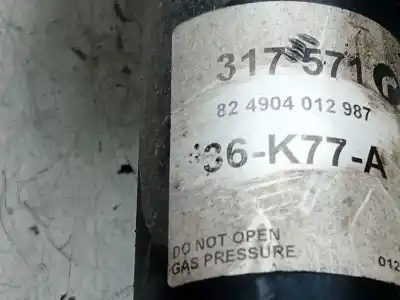 317 571 r
82 4904 012 987
36-K77-A
DO NOT OPEN
GAS PRESSURE
012